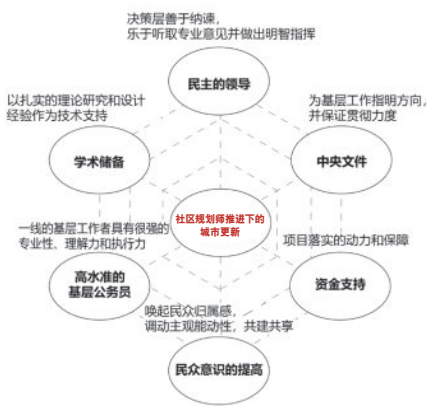 决策层善于纳谏，
乐于听取专业意见并做出明智指挥
民主的领导
以扎实的理论研究和设计
经验作为技术支持
为基层工作指明方向，
并保证贯彻力度
学术储备
中央文件
社区规划师推进下的
城市更新
一线的基层工作者具有很强的
专业性、理解力和执行力
项目落实的动力和保障
高水准的
基层公务员
资金支持
唤起民众归属感，
调动主观能动性，共建共享
民众意识的提高